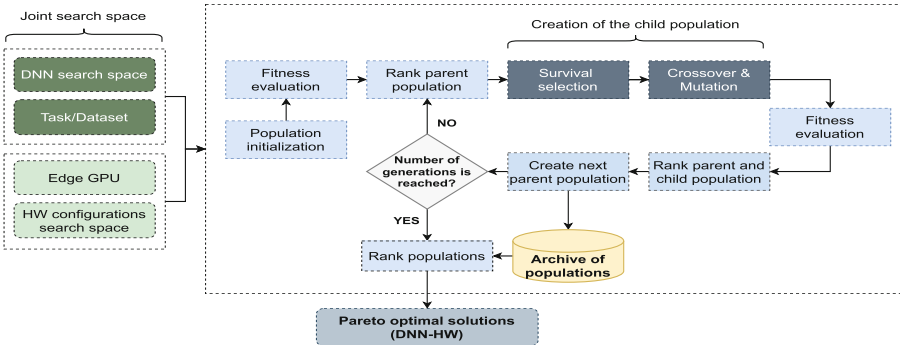 Joint search space
DNN search space
Task/Dataset
Edge GPU
HW configurations
search space
Creation of the child population
Fitness
evaluation
Rank parent
population
Survival
selection
Crossover &
Mutation
Population
initialization
NO
Fitness
evaluation
Number of
generations is
reached?
Create next
parent population
Rank parent and
child population
YES
Rank populations
Archive of
populations
Pareto optimal solutions
(DNN-HW)